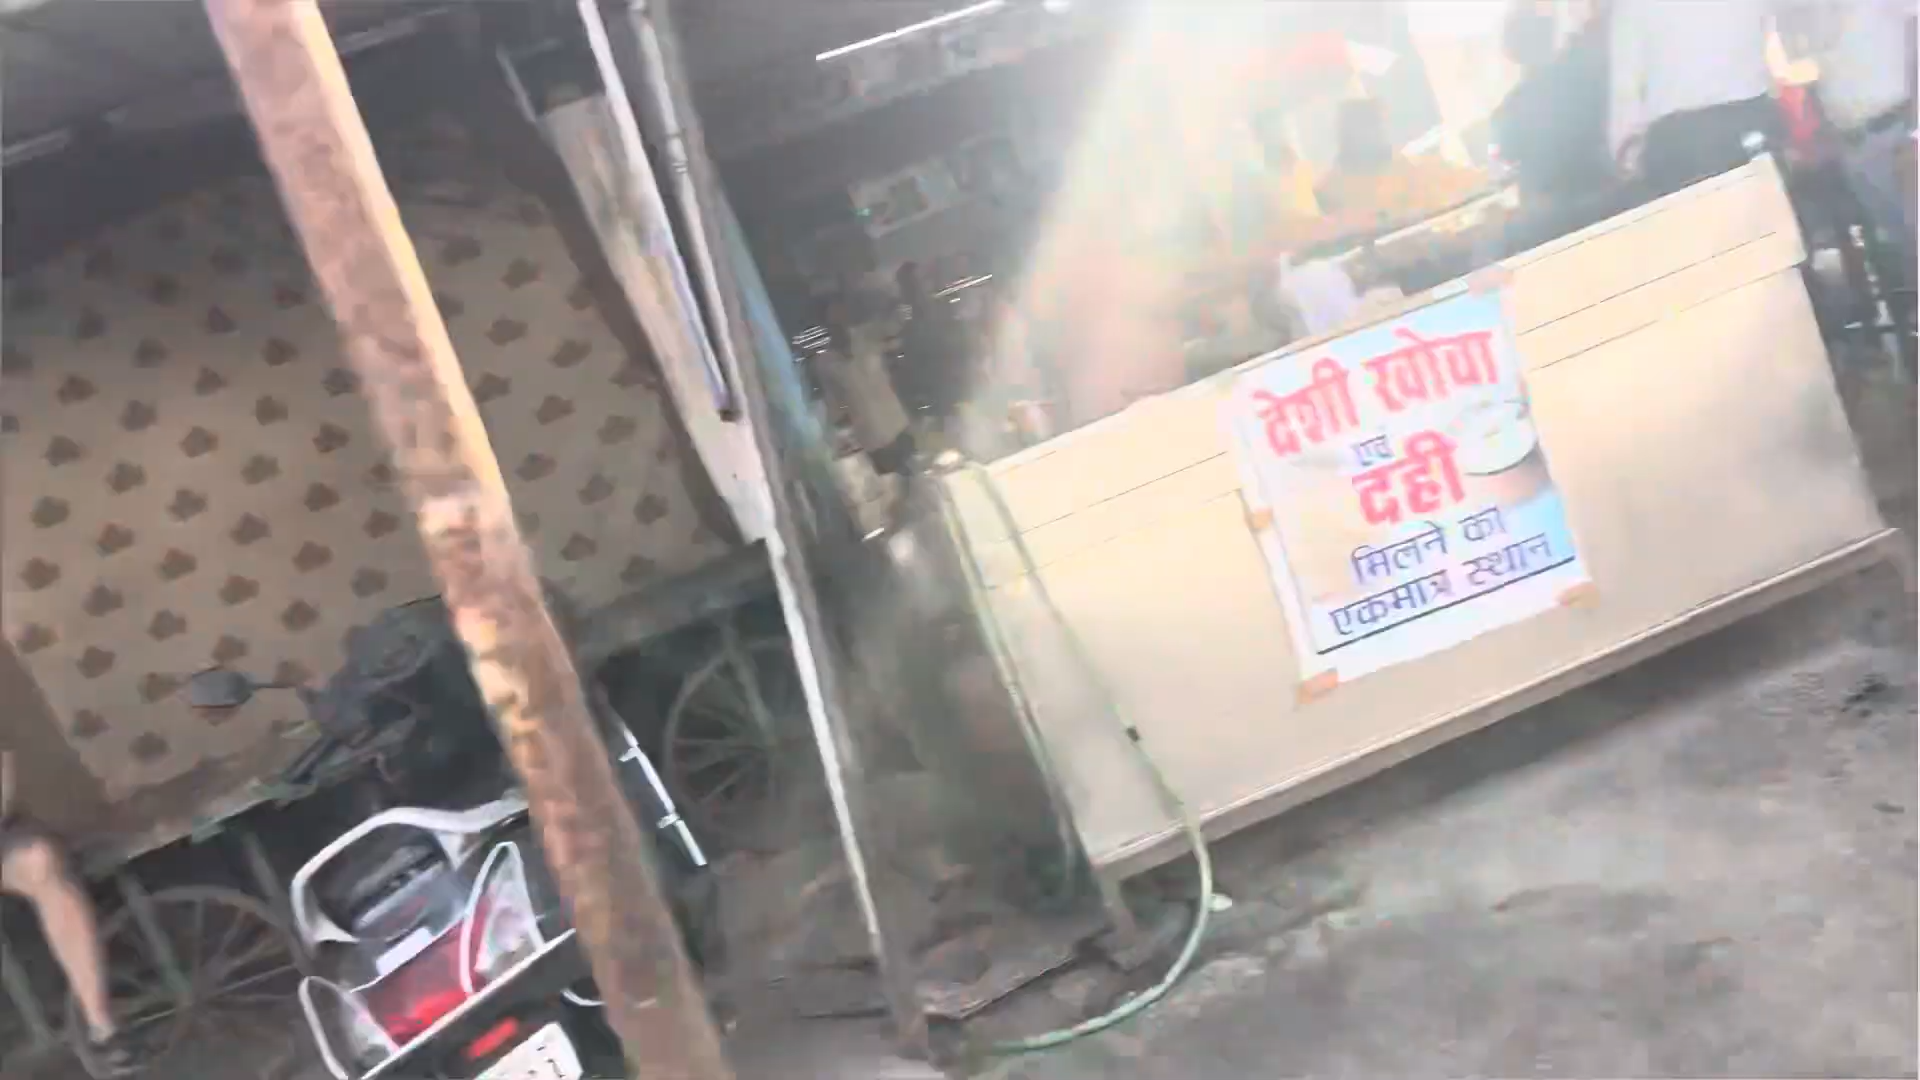 देशी खोवा
एवं
दही
मिलने का
एकमात्र स्थान